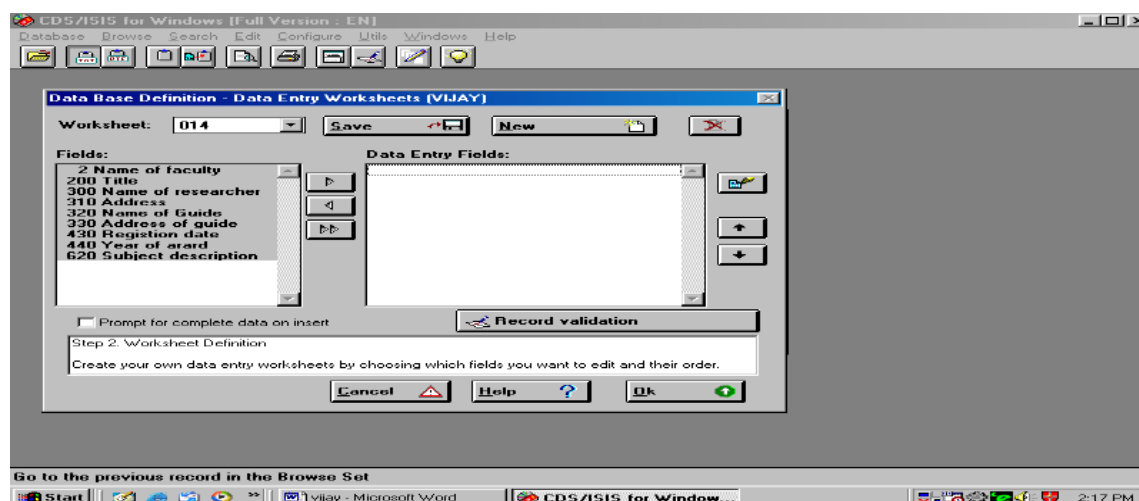 CDS/ISIS for Windows [Full Version : EN]
Database Browse Search Edit Configure Utils Windows Help
Data Base Definition - Data Entry Worksheets (VIJAY)
Worksheet: 014 Save New
Fields: Data Entry Fields:
2 Name of faculty
200 Title
300 Name of researcher
310 Address
320 Name of Guide
330 Address of guide
430 Registion date
440 Year of arard
620 Subject description
Prompt for complete data on insert Record validation
Step 2. Worksheet Definition
Create your own data entry worksheets by choosing which fields you want to edit and their order.
Cancel Help Ok
Go to the previous record in the Browse Set
Start vijay - Microsoft Word CDS/ISIS for Window... 2:17 PM